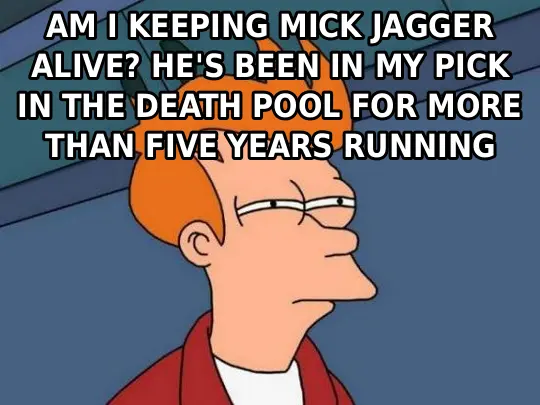 AM I KEEPING MICK JAGGER
ALIVE? HE'S BEEN IN MY PICK
IN THE DEATH POOL FOR MORE
THAN FIVE YEARS RUNNING